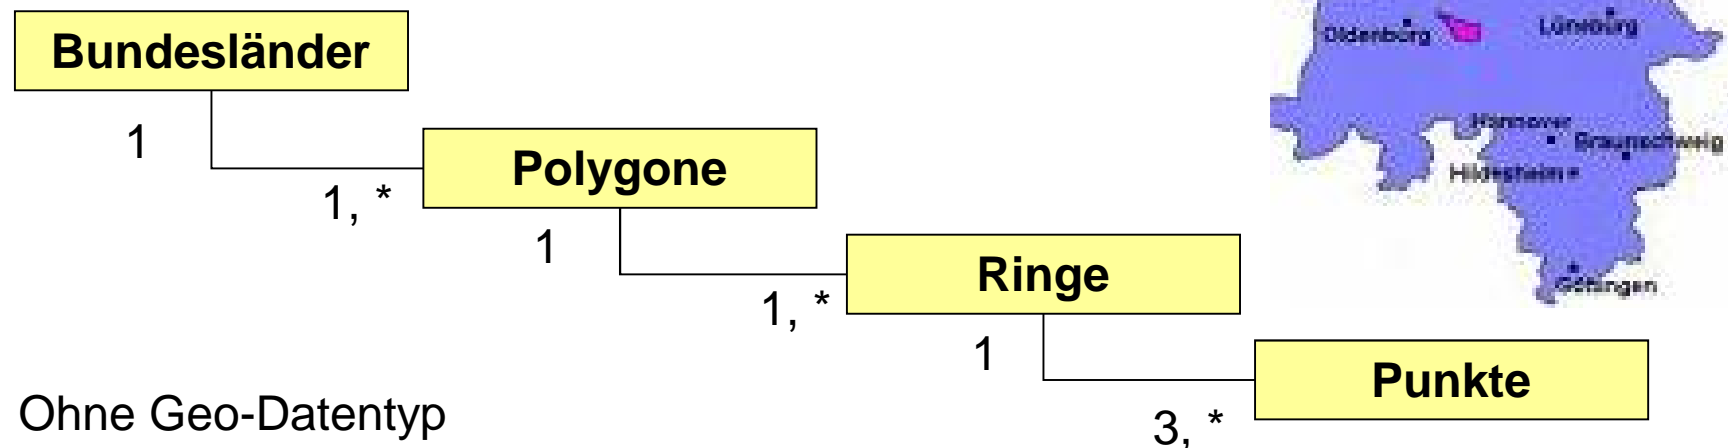 Bundesländer
1
1, *
Polygone
1
1, *
Ringe
1
3, *
Punkte
Ohne Geo-Datentyp
Oldenburg
Lüneburg
Hannover
Braunschweig
Hildesheim
Göttingen